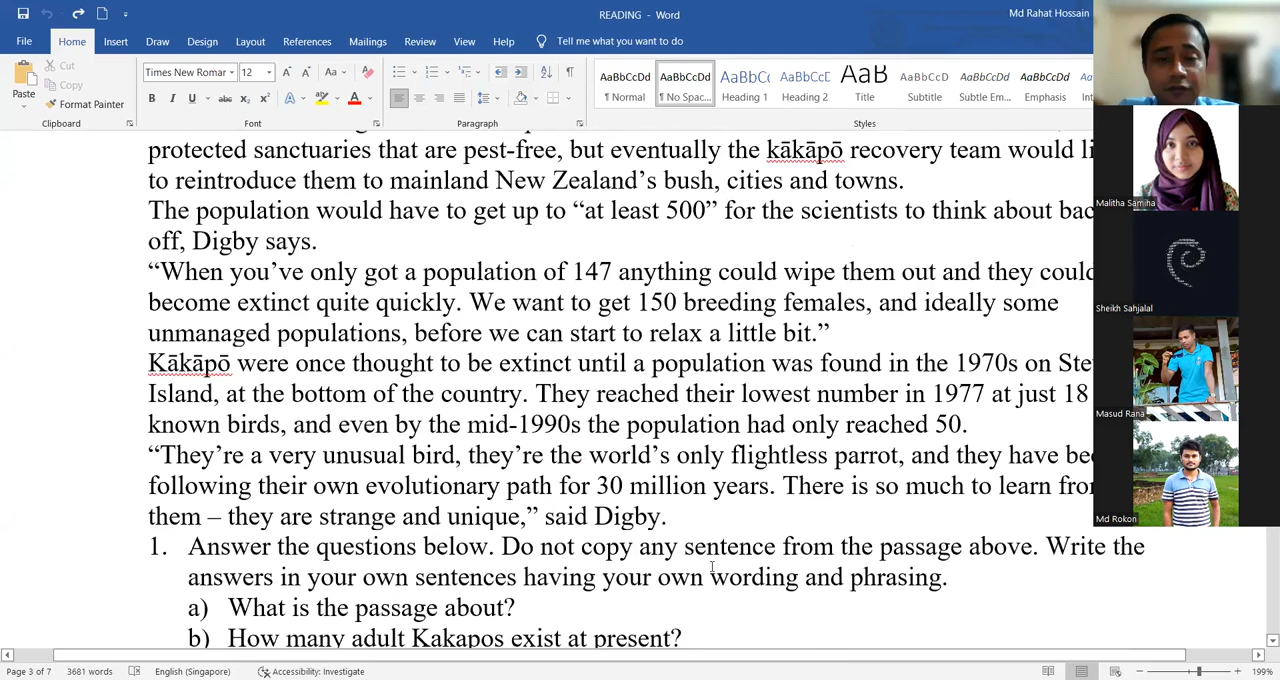 READING - Word
Md Rahat Hossain
File Home Insert Draw Design Layout References Mailings Review View Help Tell me what you want to do
Paste
Cut
Copy
Format Painter
Times New Romar 12
AaBbCcDd AaBbCcDd AaBbCc AaBbCcE AaB AaBbCcD AaBbCcDd AaBbCcDd
¶ Normal ¶ No Spac... Heading 1 Heading 2 Title Subtitle Subtle Em... Emphasis
Clipboard Font Paragraph Styles
protected sanctuaries that are pest-free, but eventually the kākāpō recovery team would
to reintroduce them to mainland New Zealand's bush, cities and towns.
The population would have to get up to “at least 500” for the scientists to think about
off, Digby says.
“When you've only got a population of 147 anything could wipe them out and they could
become extinct quite quickly. We want to get 150 breeding females, and ideally some
unmanaged populations, before we can start to relax a little bit.”
Kākāpō were once thought to be extinct until a population was found in the 1970s on
Island, at the bottom of the country. They reached their lowest number in 1977 at just 18
known birds, and even by the mid-1990s the population had only reached 50.
“They're a very unusual bird, they're the world's only flightless parrot, and they have
following their own evolutionary path for 30 million years. There is so much to learn
them – they are strange and unique,” said Digby.
1. Answer the questions below. Do not copy any sentence from the passage above. Write the
answers in your own sentences having your own wording and phrasing.
a) What is the passage about?
b) How many adult Kakapos exist at present?
Malitha Samiha
Sheikh Sahjalal
Masud Rana
Md Rokon
Page 3 of 7 3681 words English (Singapore) Accessibility: Investigate 199%